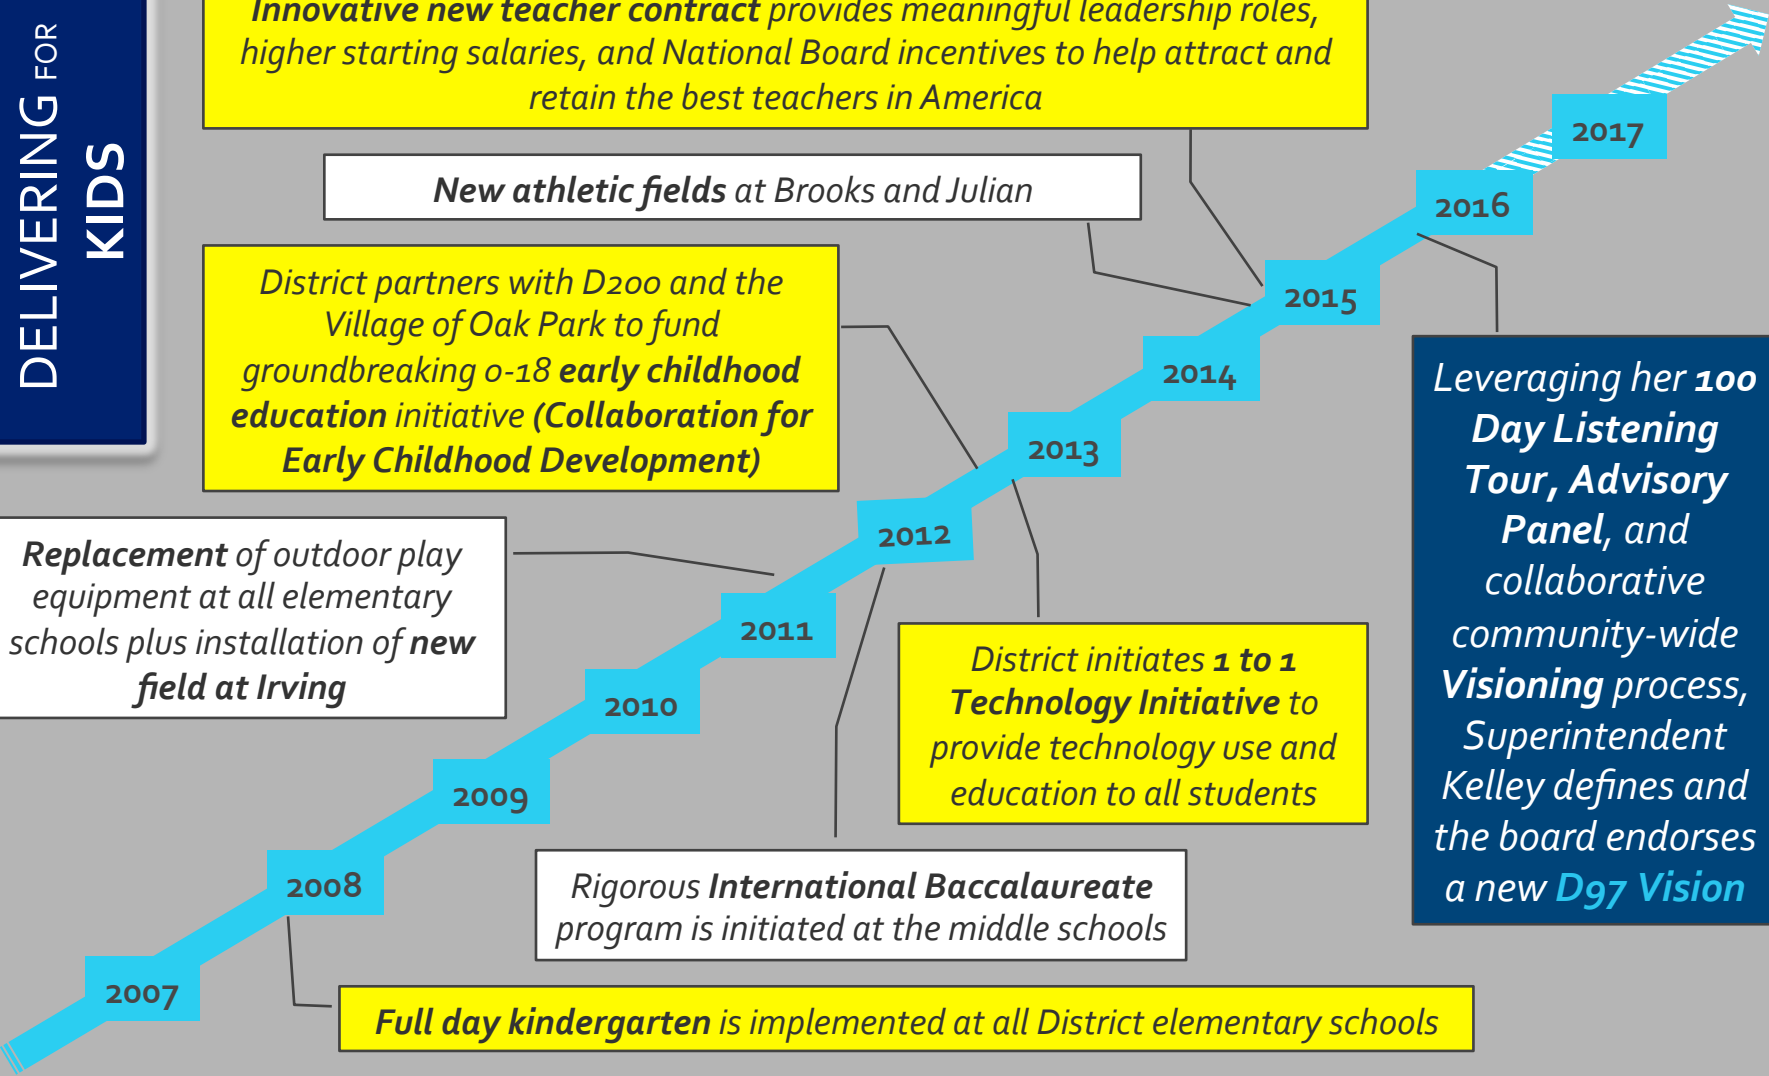 DELIVERING FOR
KIDS
Innovative new teacher contract provides meaningful leadership roles,
higher starting salaries, and National Board incentives to help attract and
retain the best teachers in America
New athletic fields at Brooks and Julian
District partners with D200 and the
Village of Oak Park to fund
groundbreaking 0-18 early childhood
education initiative (Collaboration for
Early Childhood Development)
Replacement of outdoor play
equipment at all elementary
schools plus installation of new
field at Irving
2017
2016
2015
2014
2013
2012
2011
2010
2009
2008
2007
Leveraging her 100
Day Listening
Tour, Advisory
Panel, and
collaborative
community-wide
Visioning process,
Superintendent
Kelley defines and
the board endorses
a new D97 Vision
District initiates 1 to 1
Technology Initiative to
provide technology use and
education to all students
Rigorous International Baccalaureate
program is initiated at the middle schools
Full day kindergarten is implemented at all District elementary schools